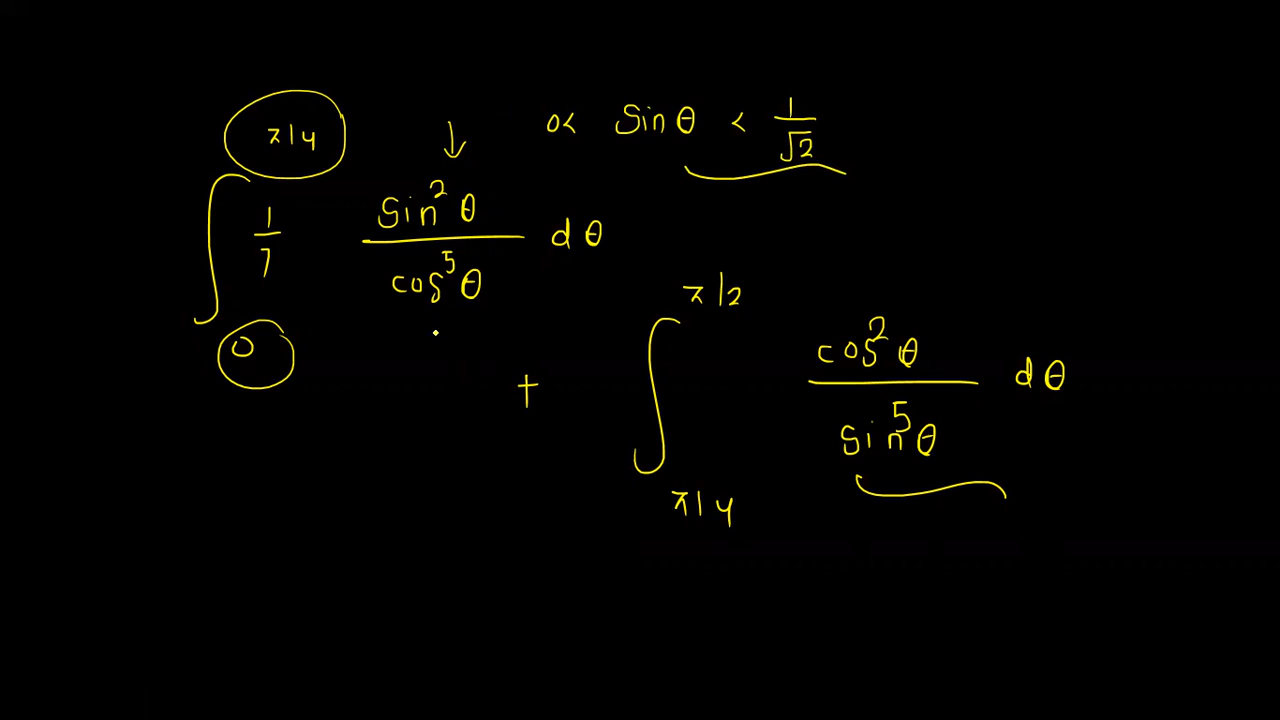 π/4 ↓ 0< Sinθ < 1/√2
∫ 1/7 Sin²θ/cos⁵θ dθ
0
+ ∫ π/2 π/4 cos²θ/Sin⁵θ dθ